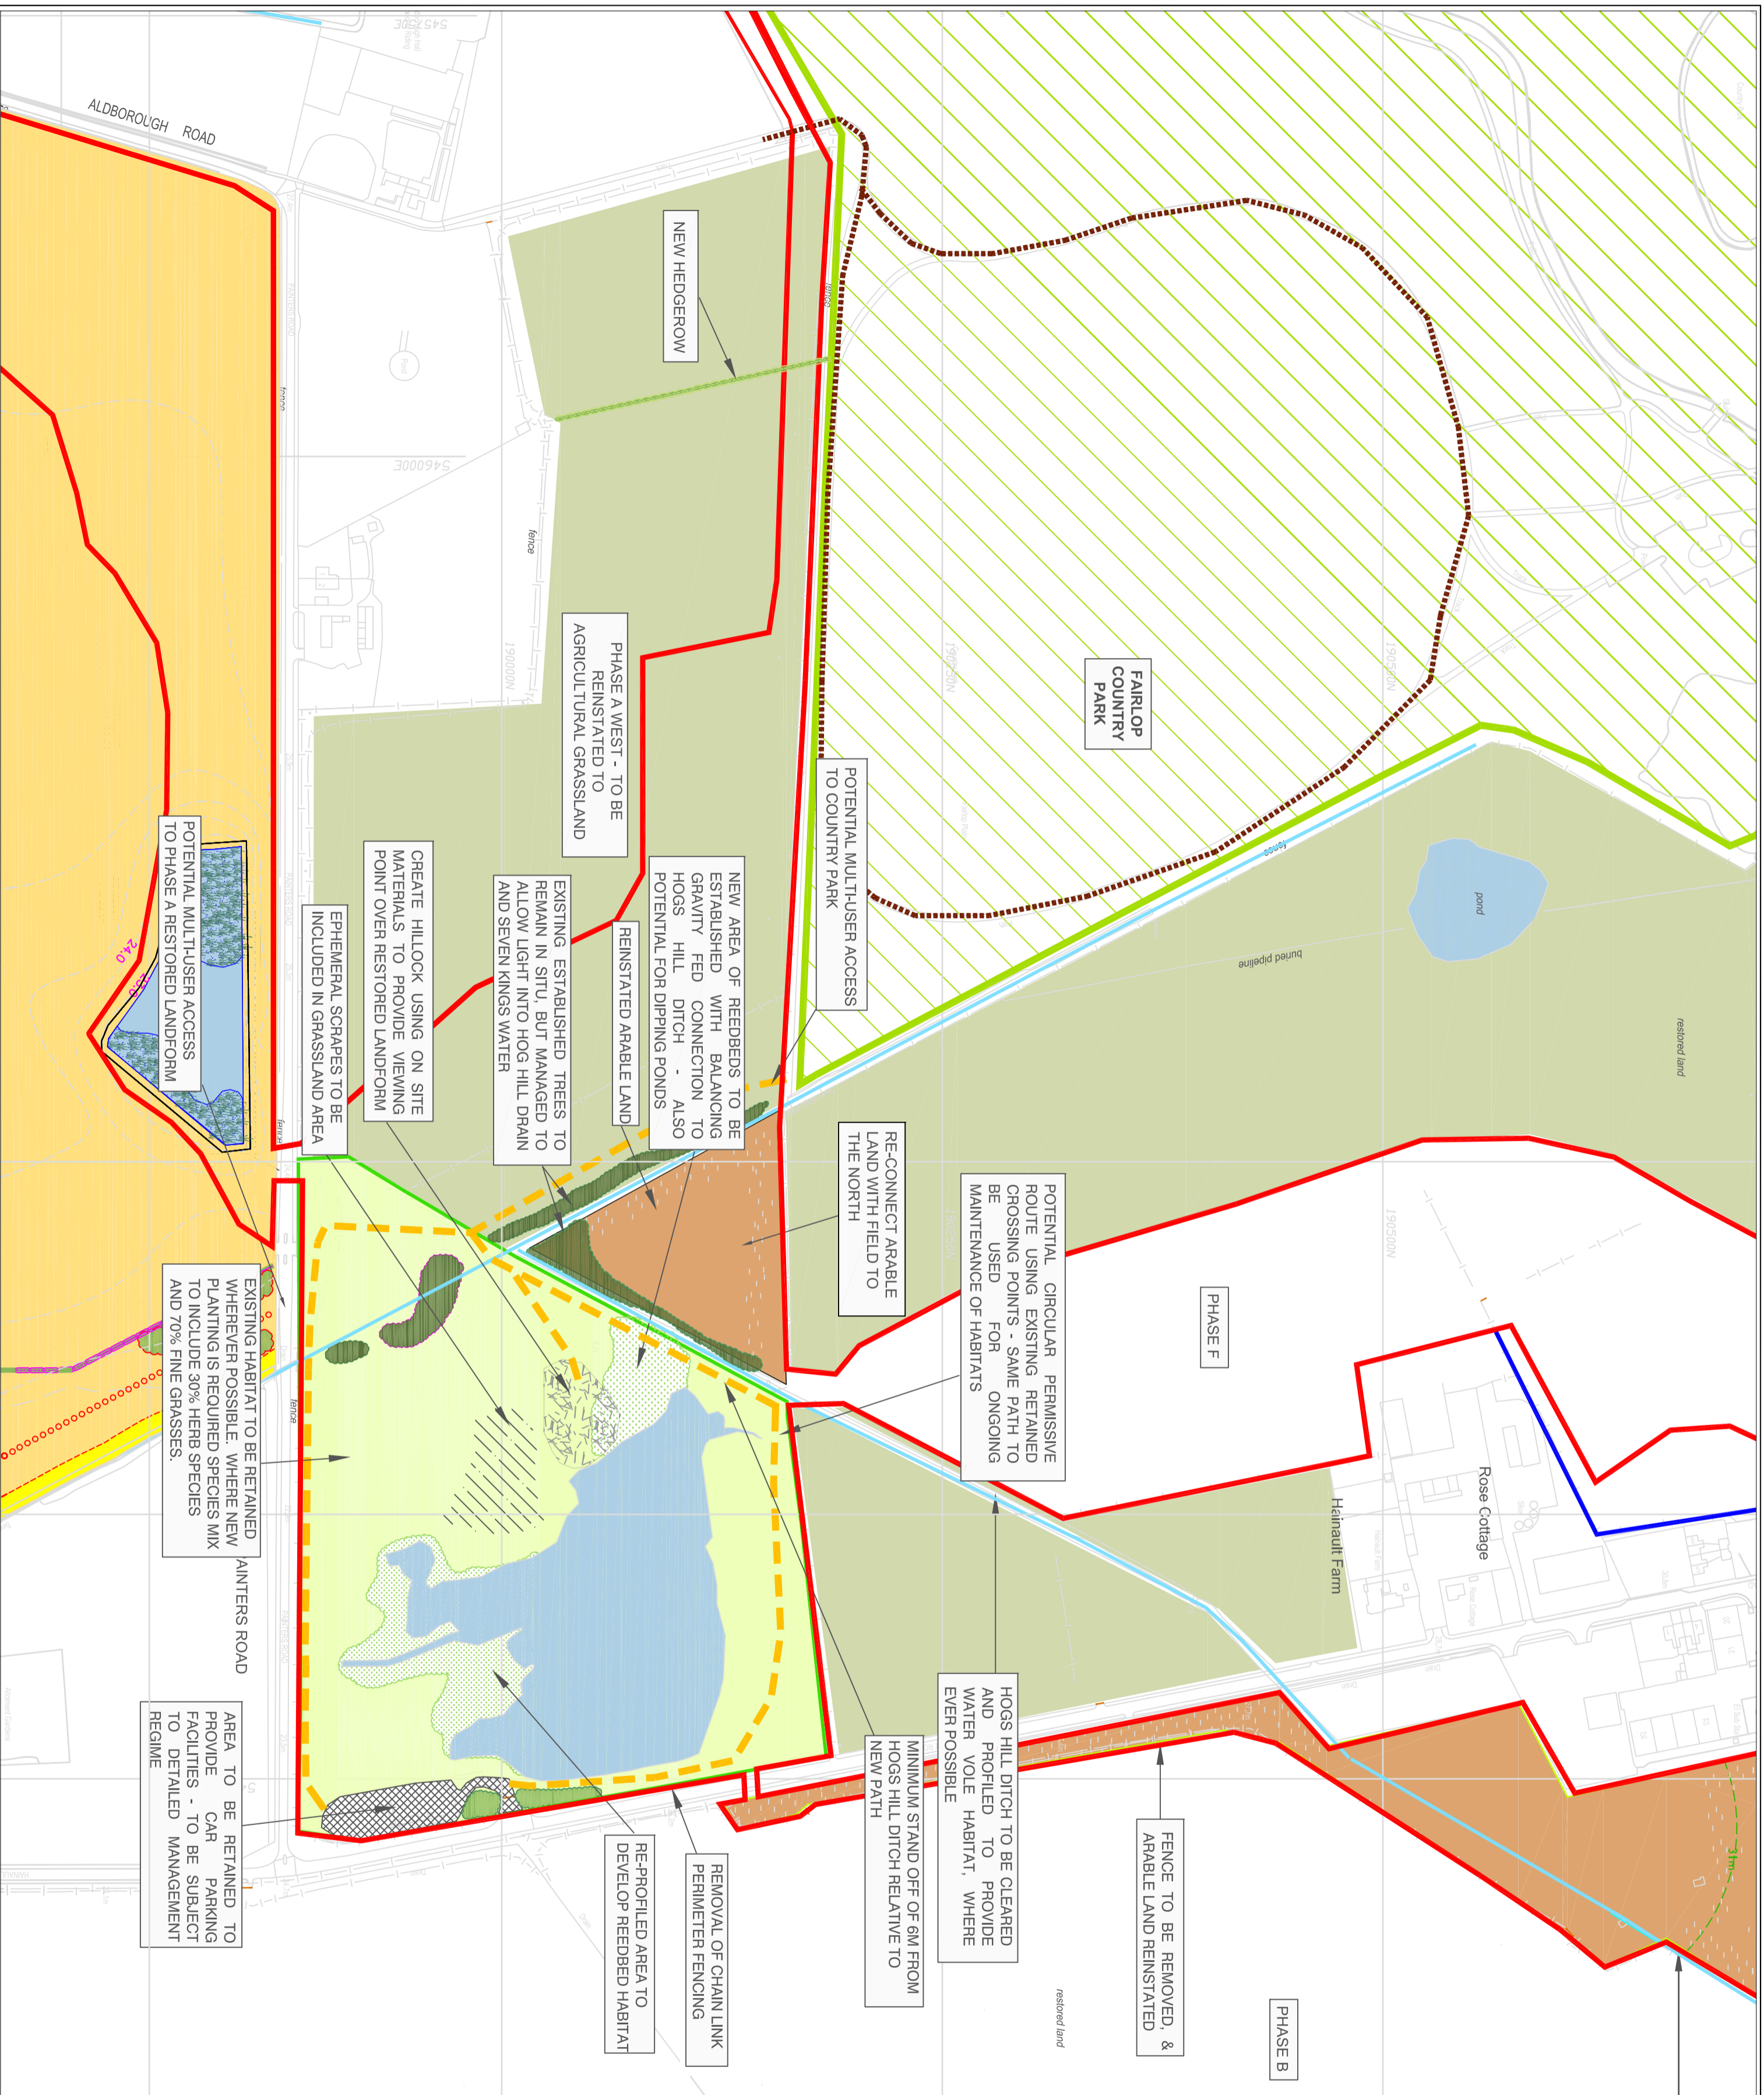 ALDBOROUGH ROAD
545750E
NEW HEDGEROW
fence
fence
fence
546000E
190000N
190250N
190500N
190500N
PAINTERS ROAD
PHASE A WEST - TO BE
REINSTATED TO
AGRICULTURAL GRASSLAND
FAIRLOP
COUNTRY
PARK
POTENTIAL MULTI-USER ACCESS
TO COUNTRY PARK
fence
pond
buried pipeline
restored land
NEW AREA OF REEDBEDS TO BE
ESTABLISHED WITH BALANCING
GRAVITY FED CONNECTION TO
HOGS HILL DITCH - ALSO
POTENTIAL FOR DIPPING PONDS
REINSTATED ARABLE LAND
EXISTING ESTABLISHED TREES TO
REMAIN IN SITU, BUT MANAGED TO
ALLOW LIGHT INTO HOG HILL DRAIN
AND SEVEN KINGS WATER
CREATE HILLOCK USING ON SITE
MATERIALS TO PROVIDE VIEWING
POINT OVER RESTORED LANDFORM
EPHEMERAL SCRAPES TO BE
INCLUDED IN GRASSLAND AREA
POTENTIAL MULTI-USER ACCESS
TO PHASE A RESTORED LANDFORM
24.0
fence
RE-CONNECT ARABLE
LAND WITH FIELD TO
THE NORTH
POTENTIAL CIRCULAR PERMISSIVE
ROUTE USING EXISTING RETAINED
CROSSING POINTS - SAME PATH TO
BE USED FOR ONGOING
MAINTENANCE OF HABITATS
PHASE F
Rose Cottage
Hainault Farm
EXISTING HABITAT TO BE RETAINED
WHEREVER POSSIBLE. WHERE NEW
PLANTING IS REQUIRED SPECIES MIX
TO INCLUDE 30% HERB SPECIES
AND 70% FINE GRASSES.
fence
AINTERS ROAD
PAINTERS ROAD
HOGS HILL DITCH TO BE CLEARED
AND PROFILED TO PROVIDE
WATER VOLE HABITAT, WHERE
EVER POSSIBLE
MINIMUM STAND OFF OF 6M FROM
HOGS HILL DITCH RELATIVE TO
NEW PATH
AREA TO BE RETAINED TO
PROVIDE CAR PARKING
FACILITIES - TO BE SUBJECT
TO DETAILED MANAGEMENT
REGIME
RE-PROFILED AREA TO
DEVELOP REEDBED HABITAT
REMOVAL OF CHAIN LINK
PERIMETER FENCING
FENCE TO BE REMOVED, &
ARABLE LAND REINSTATED
31m
restored land
PHASE B